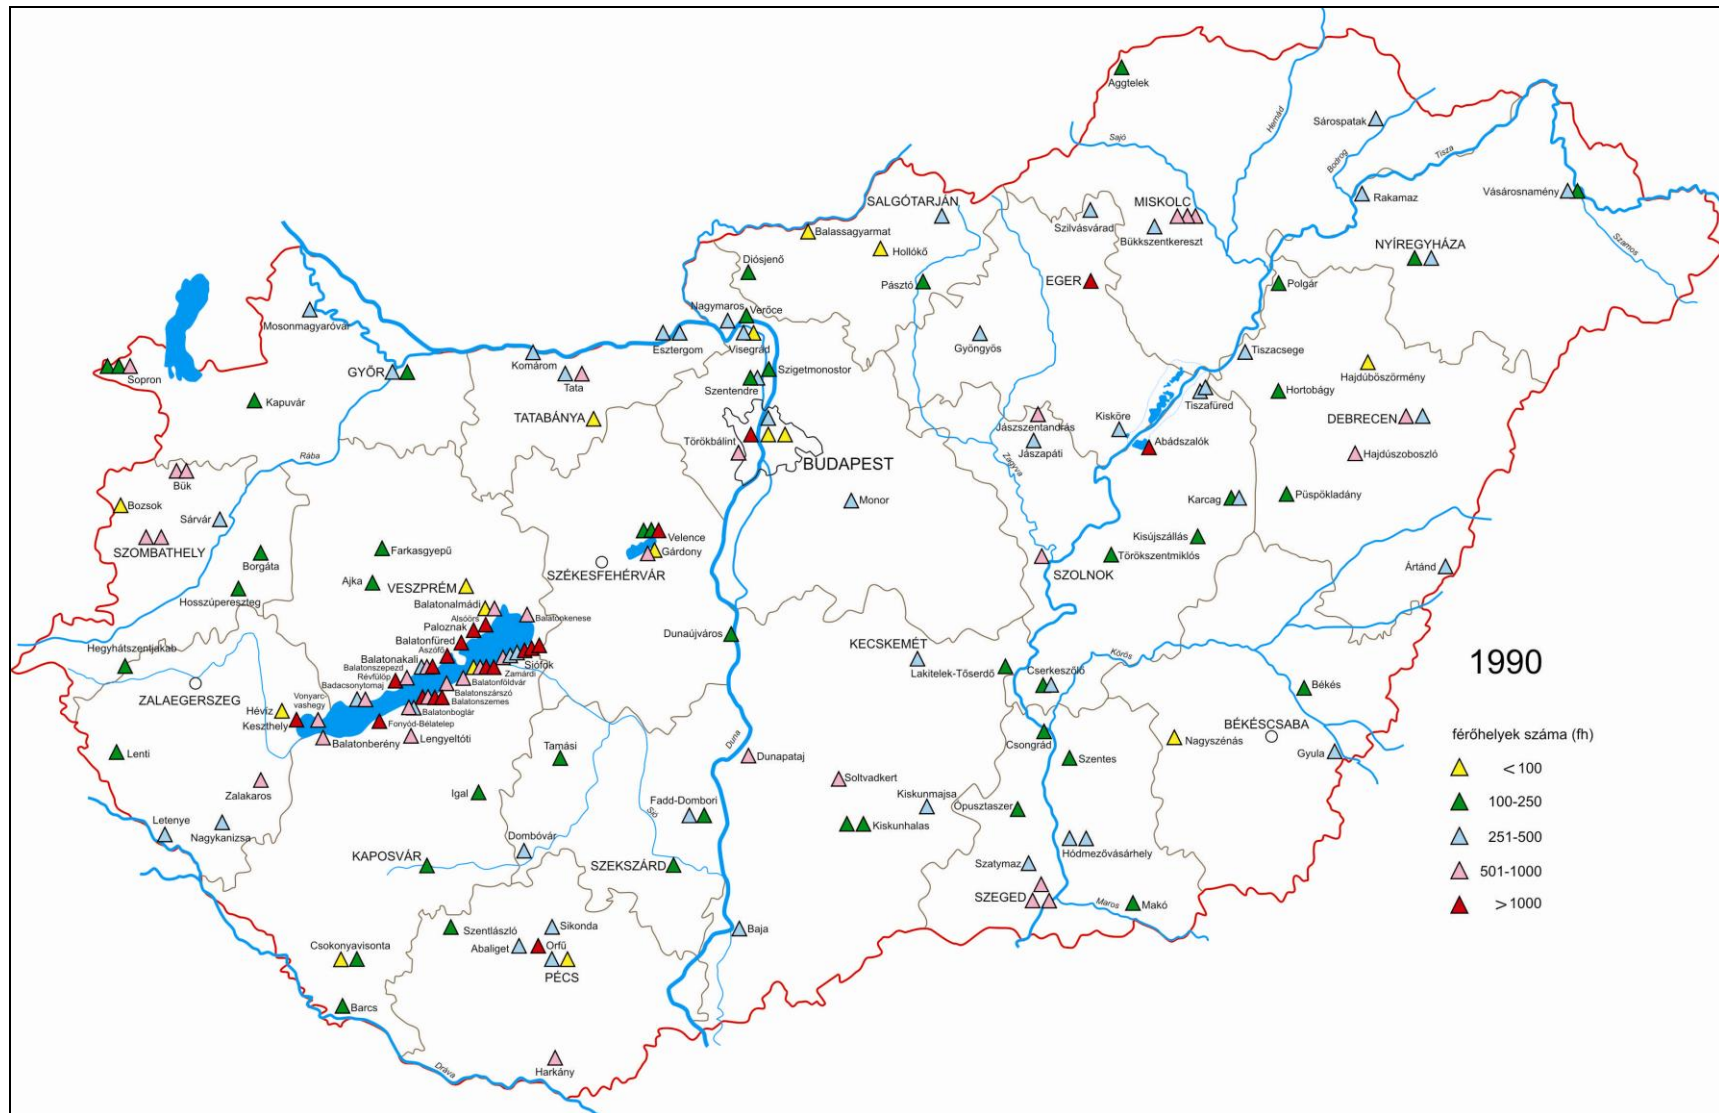 Aggtelek
Sajó
Hernád
Sárospatak
Bodrog
Tisza
Rakamaz
Vásárosnamény
Szamos
SALGÓTARJÁN
Balassagyarmat
Hollókő
Szilvásvárad
MISKOLC
Bükkszentkereszt
NYÍREGYHÁZA
Diósjenő
Pásztó
EGER
Polgár
Mosonmagyaróvár
Nagymaros
Verőce
Esztergom
Visegrád
Gyöngyös
Tiszacsege
Komárom
Sopron
GYŐR
Tata
Szigetmonostor
Szentendre
Hajdúböszörmény
Kapuvár
Tiszafüred
Hortobágy
TATABÁNYA
Jászszentandrás
Kisköre
DEBRECEN
Törökbálint
Jászapáti
Abádszalók
Hajdúszoboszló
Rába
BUDAPEST
Zagyva
Bük
Bozsok
Monor
Karcag
Püspökladány
Sárvár
SZOMBATHELY
Velence
Gárdony
Kisújszállás
Farkasgyepű
Borgáta
Törökszentmiklós
SZÉKESFEHÉRVÁR
SZOLNOK
Ártánd
Ajka
VESZPRÉM
Hosszúpereszteg
Balatonalmádi
Alsóörs
Balatonkenese
Paloznak
Dunaújváros
Balatonfüred
Aszófő
KECSKEMÉT
Körös
Hegyhátszentjakab
Balatonakali
Siófok
Balatonszepezd
Zamárdi
Lakitelek-Tőserdő
Cserkeszőlő
1990
Révfülöp
Balatonföldvár
ZALAEGERSZEG
Badacsonytomaj
Balatonszárszó
Békés
Vonyarc-
vashegy
Balatonszemes
Hévíz
Balatonboglár
Keszthely
Fonyód-Bélatelep
BÉKÉSCSABA
férőhelyek száma (fh)
Balatonberény
Lengyeltóti
Tamási
Duna
Csongrád
Nagyszénás
Lenti
Dunapataj
Szentes
Gyula
<100
Zalakaros
Soltvadkert
Igal
Fadd-Dombori
Kiskunmajsa
Ópusztaszer
100-250
Sió
Letenye
Nagykanizsa
Kiskunhalas
Dombóvár
251-500
Hódmezővásárhely
KAPOSVÁR
SZEKSZÁRD
Szatymaz
501-1000
SZEGED
Maros
Makó
>1000
Szentlászló
Sikonda
Baja
Csokonyavisonta
Abaliget
Orfű
PÉCS
Barcs
Dráva
Harkány